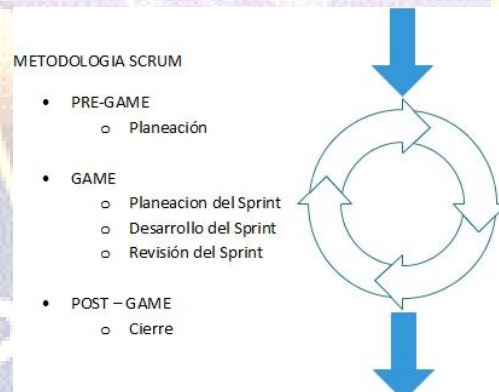 METODOLOGIA SCRUM
• PRE-GAME
o Planeación
• GAME
o Planeacion del Sprint
o Desarrollo del Sprint
o Revisión del Sprint
• POST – GAME
o Cierre